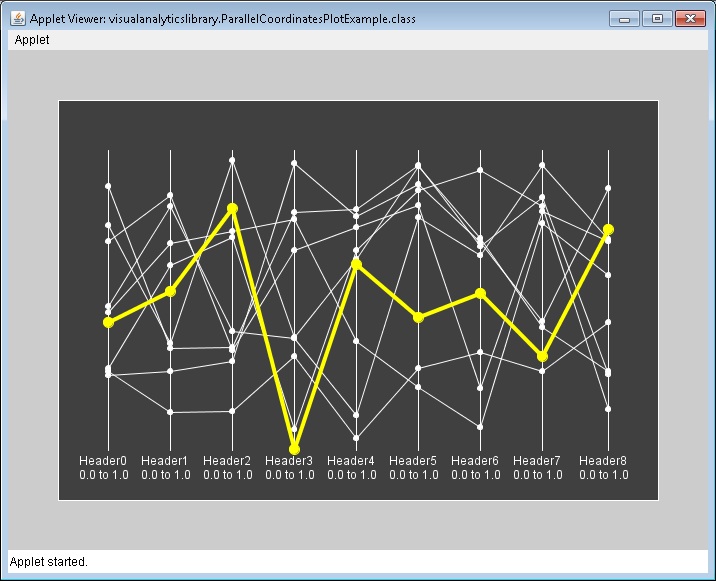 Applet Viewer: visualanalyticslibrary.ParallelCoordinatesPlotExample.class
Applet
Header0 Header1 Header2 Header3 Header4 Header5 Header6 Header7 Header8
0.0 to 1.0 0.0 to 1.0 0.0 to 1.0 0.0 to 1.0 0.0 to 1.0 0.0 to 1.0 0.0 to 1.0 0.0 to 1.0 0.0 to 1.0
Applet started.